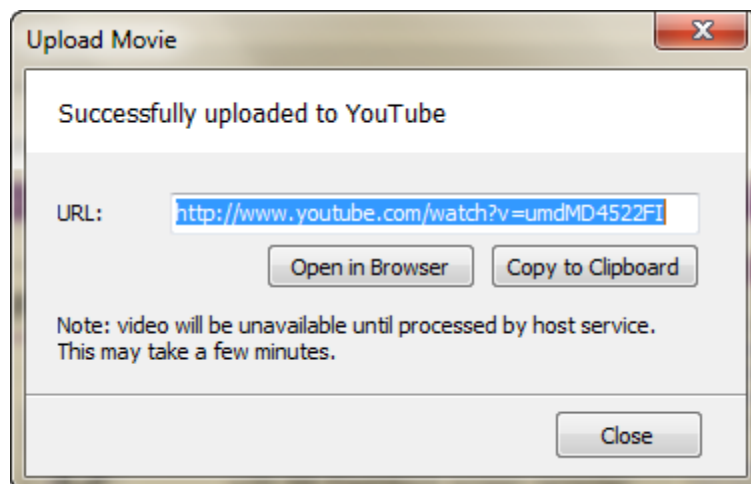 Upload Movie
Successfully uploaded to YouTube
URL: http://www.youtube.com/watch?v=umdMD4522FI
Open in Browser Copy to Clipboard
Note: video will be unavailable until processed by host service.
This may take a few minutes.
Close